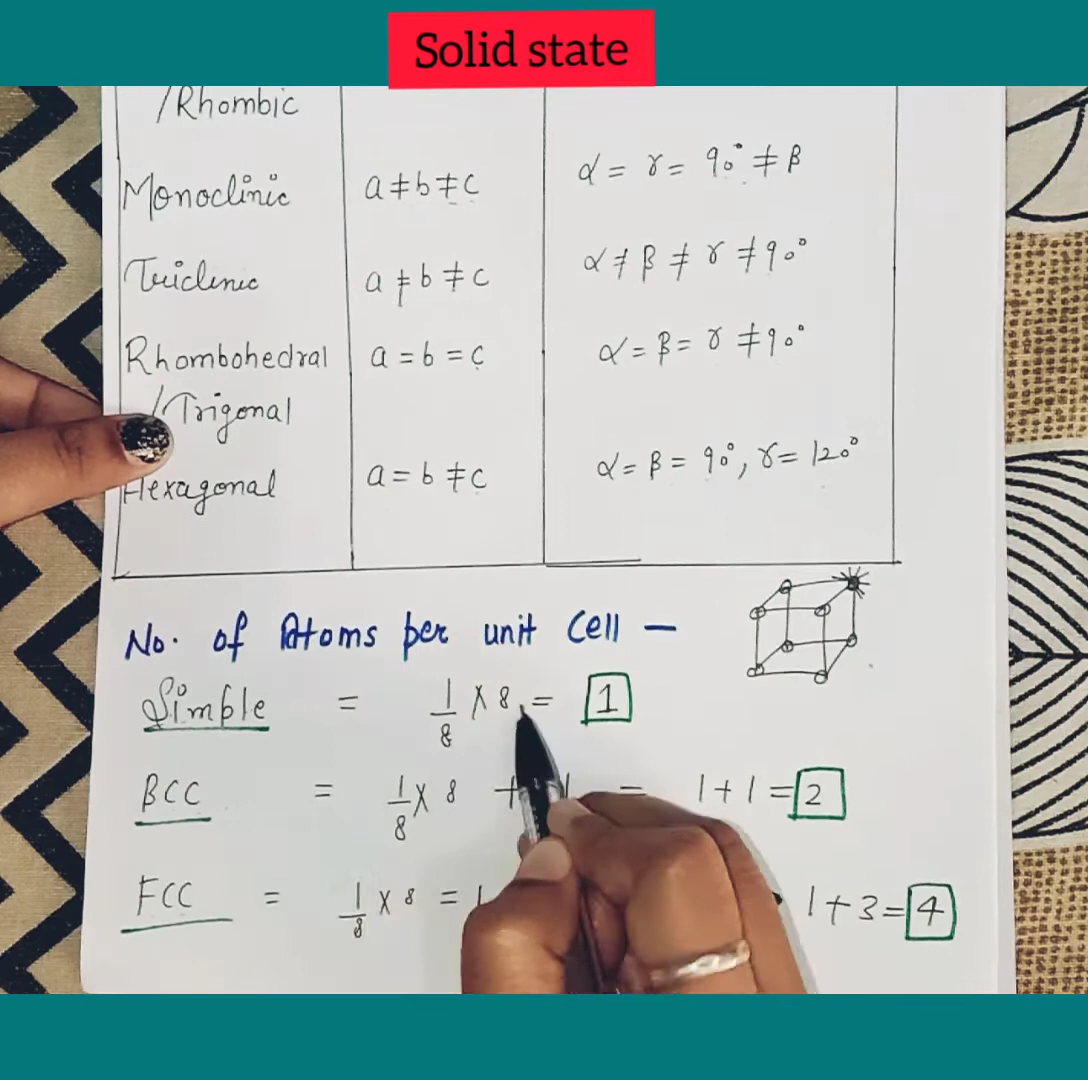 Solid state
/Rhombic
Monoclinic a ≠ b ≠ c α = γ = 90° ≠ β
Triclinic a ≠ b ≠ c α ≠ β ≠ γ ≠ 90°
Rhombohedral a = b = c α = β = γ ≠ 90°
/Trigonal
Hexagonal a = b ≠ c α = β = 90°, γ = 120°
No. of Atoms per unit Cell –
Simple = 1/8 × 8 = 1
BCC = 1/8 × 8 + 1 = 1 + 1 = 2
FCC = 1/8 × 8 = 1 + 3 = 4